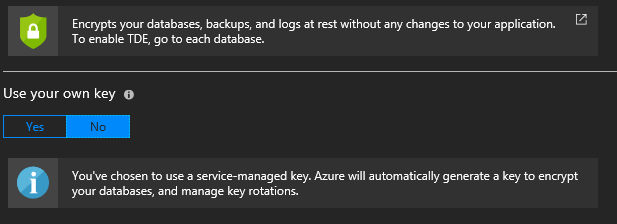 Encrypts your databases, backups, and logs at rest without any changes to your application.
To enable TDE, go to each database.
Use your own key
Yes No
You've chosen to use a service-managed key. Azure will automatically generate a key to encrypt
your databases, and manage key rotations.